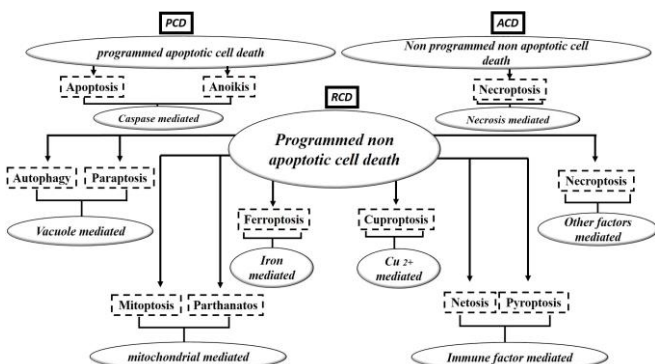 PCD
ACD
programmed apoptotic cell death
Non programmed non apoptotic cell
death
Apoptosis
Anoikis
Necroptosis
Caspase mediated
RCD
Necrosis mediated
Programmed non
apoptotic cell death
Autophagy
Paraptosis
Necroptosis
Ferroptosis
Cuproptosis
Vacuole mediated
Other factors
mediated
Iron
mediated
Cu 2+
mediated
Mitoptosis
Parthanatos
Netosis
Pyroptosis
mitochondrial mediated
Immune factor mediated